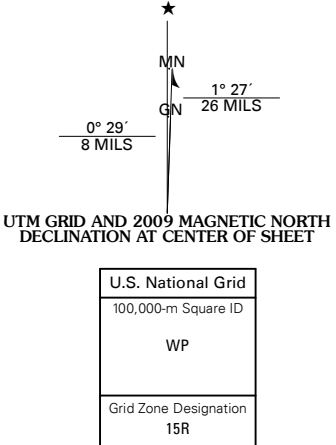 ★
MN
1° 27´
GN
26 MILS
0° 29´
8 MILS
UTM GRID AND 2009 MAGNETIC NORTH
DECLINATION AT CENTER OF SHEET
U.S. National Grid
100,000-m Square ID
WP
Grid Zone Designation
15R